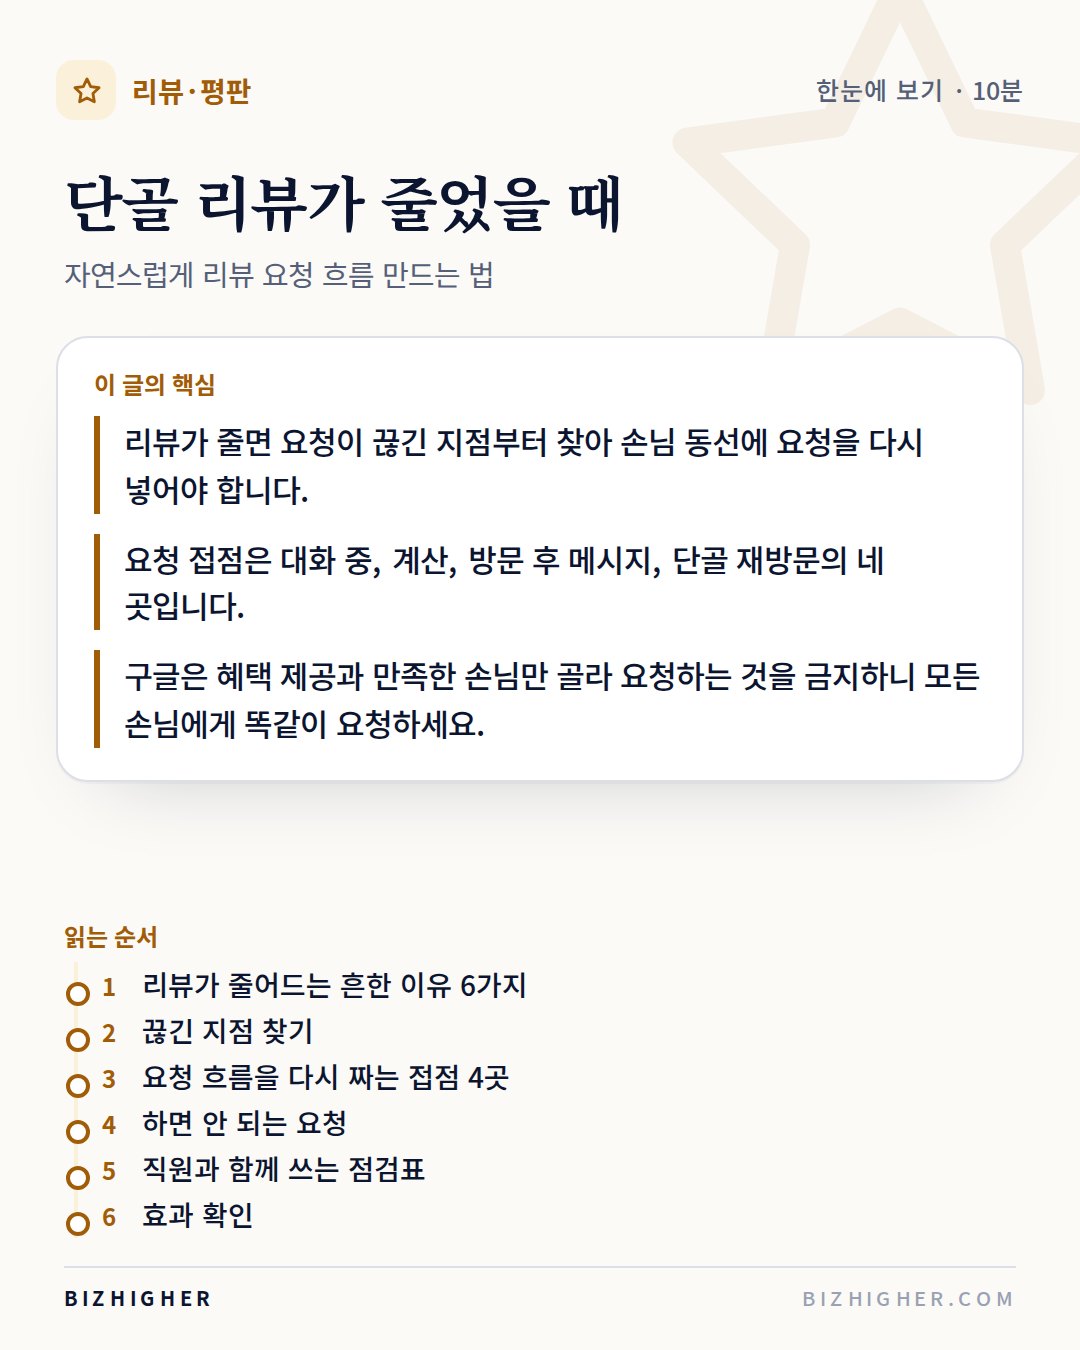 리뷰·평판
한눈에 보기 · 10분
단골 리뷰가 줄었을 때
자연스럽게 리뷰 요청 흐름 만드는 법
이 글의 핵심
리뷰가 줄면 요청이 끊긴 지점부터 찾아 손님 동선에 요청을 다시
넣어야 합니다.
요청 접점은 대화 중, 계산, 방문 후 메시지, 단골 재방문의 네
곳입니다.
구글은 혜택 제공과 만족한 손님만 골라 요청하는 것을 금지하니 모든
손님에게 똑같이 요청하세요.
읽는 순서
1 리뷰가 줄어드는 흔한 이유 6가지
2 끊긴 지점 찾기
3 요청 흐름을 다시 짜는 접점 4곳
4 하면 안 되는 요청
5 직원과 함께 쓰는 점검표
6 효과 확인
BIZHIGHER
BIZHIGHER.COM